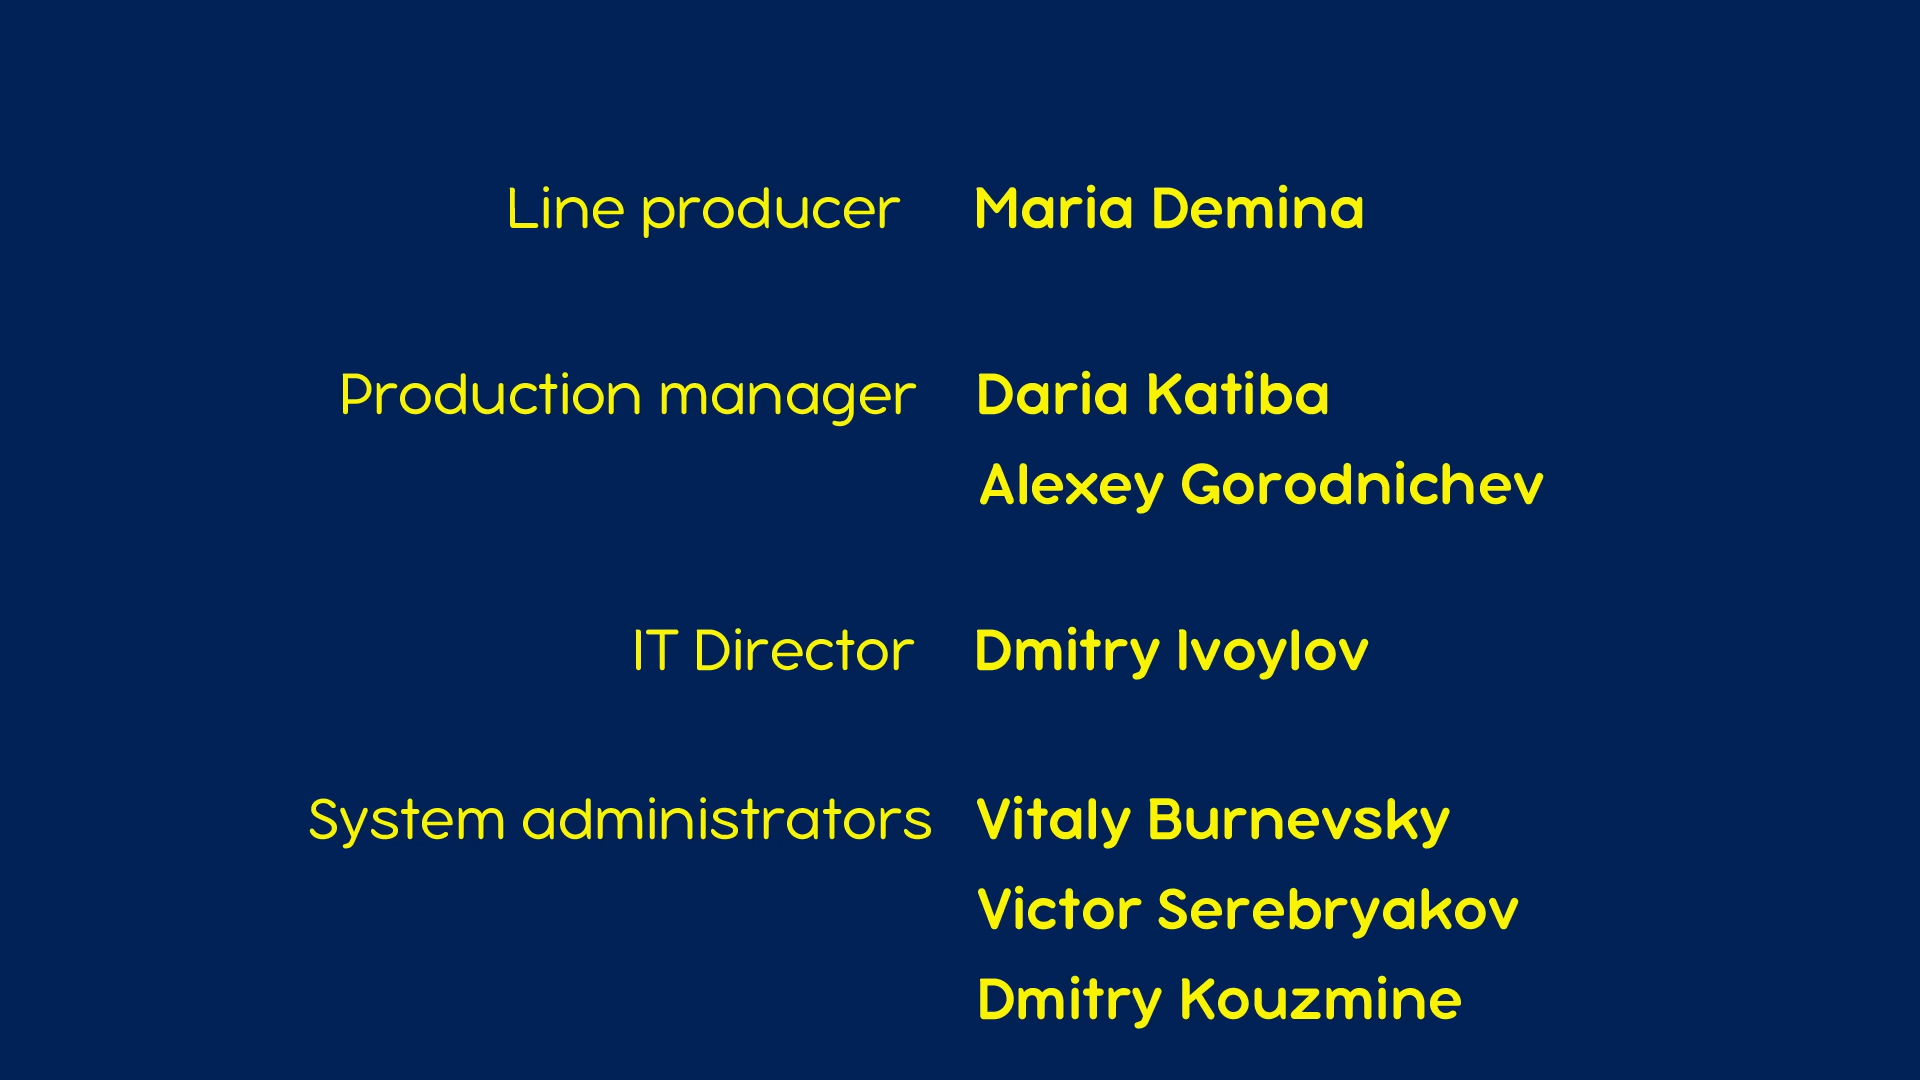 Line producer Maria Demina
Production manager Daria Katiba
Alexey Gorodnichev
IT Director Dmitry Ivoylov
System administrators Vitaly Burnevsky
Victor Serebryakov
Dmitry Kouzmine